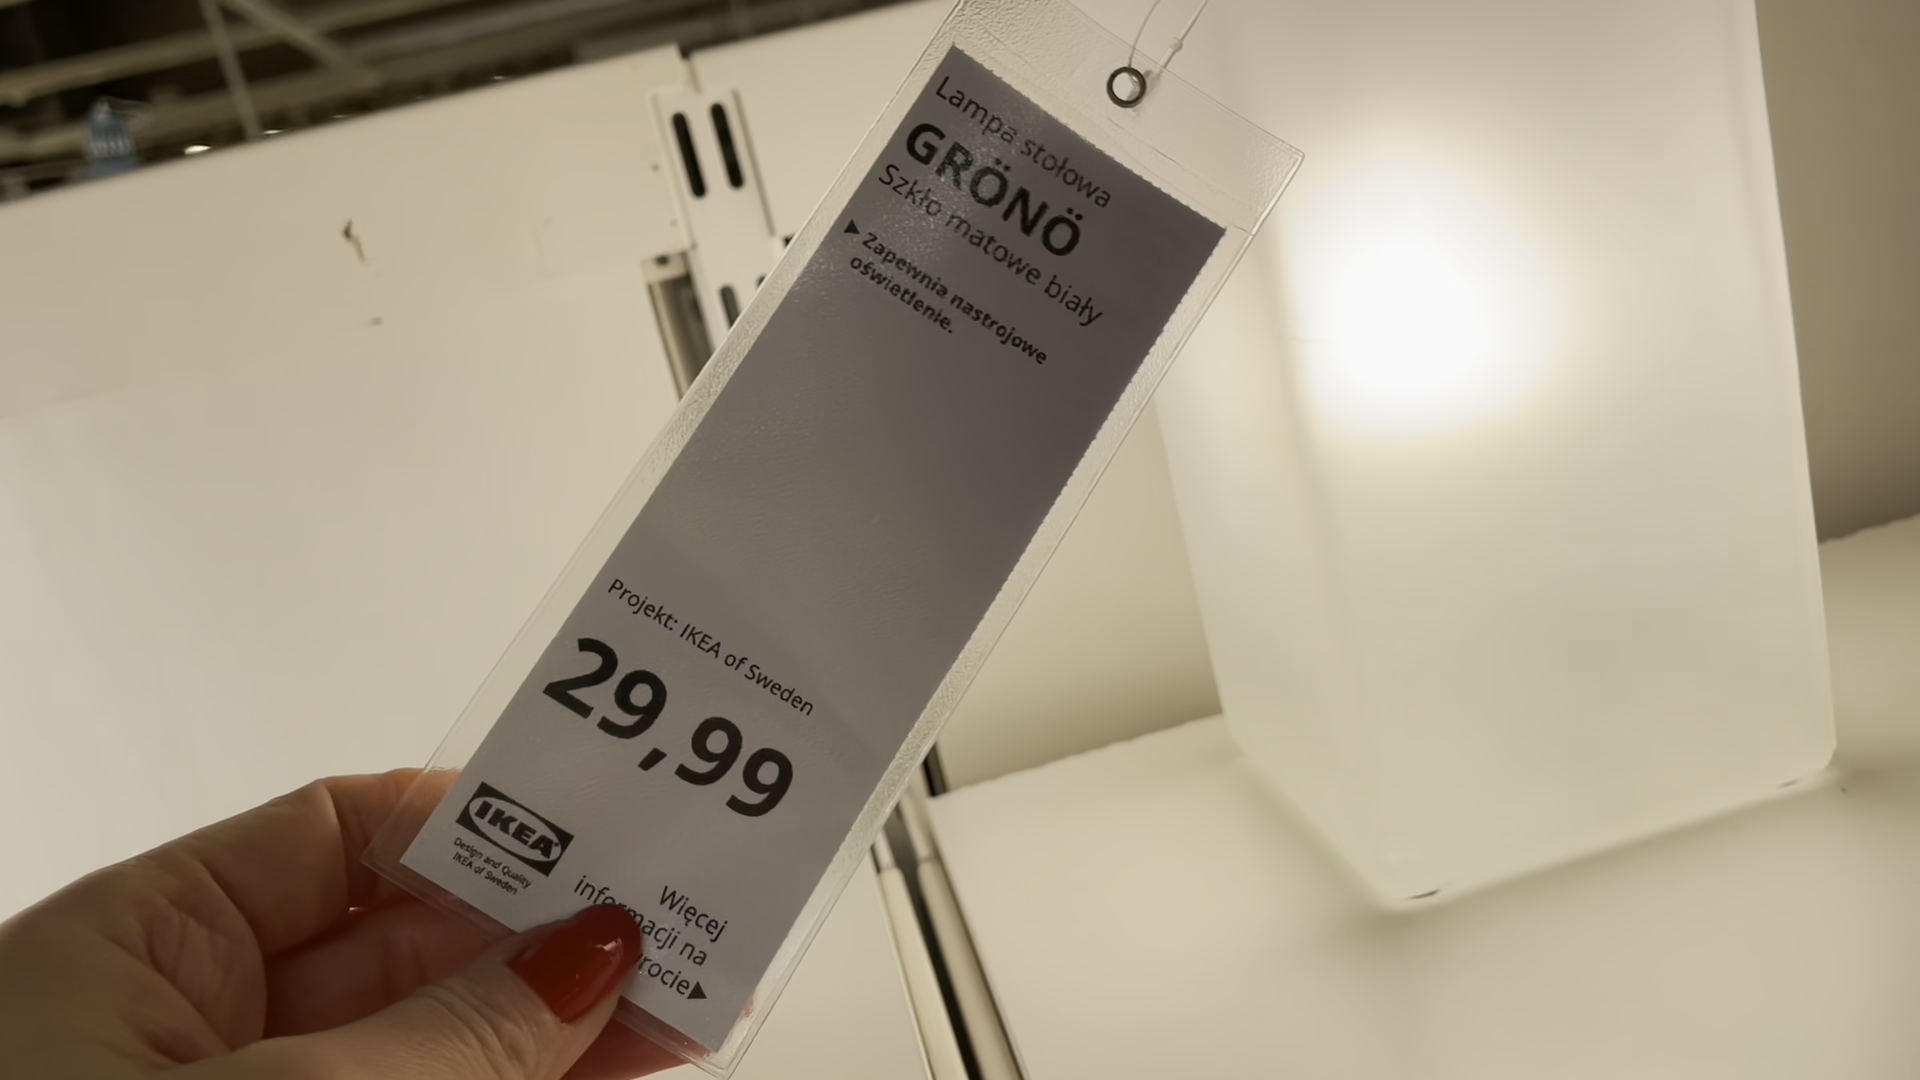 Lampa stołowa
GRÖNÖ
Szkło matowe biały
▶ Zapewnia nastrojowe
oświetlenie.
Projekt: IKEA of Sweden
29,99
IKEA®
Design and Quality
IKEA of Sweden
Więcej
informacji na
▶